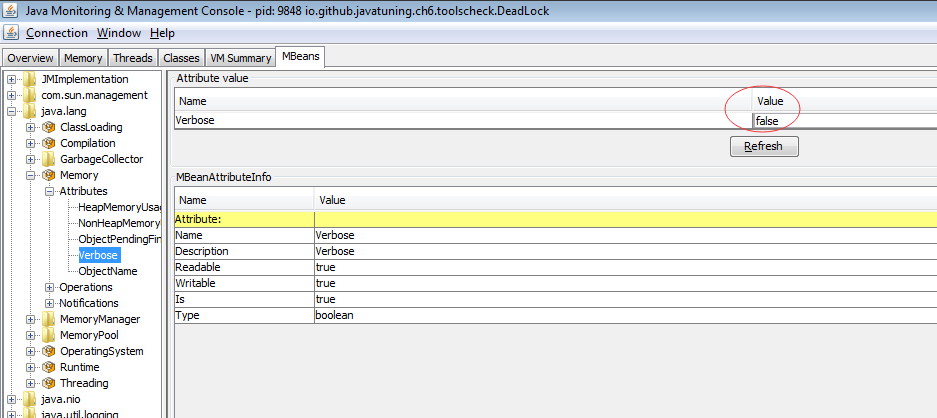 Java Monitoring & Management Console - pid: 9848 io.github.javatuning.ch6.toolscheck.DeadLock
Connection Window Help
Overview Memory Threads Classes VM Summary MBeans
JMImplementation
com.sun.management
java.lang
ClassLoading
Compilation
GarbageCollector
Memory
Attributes
HeapMemoryUsag
NonHeapMemory
ObjectPendingFin
Verbose
ObjectName
Operations
Notifications
MemoryManager
MemoryPool
OperatingSystem
Runtime
Threading
java.nio
java.util.logging
Attribute value
Name Value
Verbose false
Refresh
MBeanAttributeInfo
Name Value
Attribute:
Name Verbose
Description Verbose
Readable true
Writable true
Is true
Type boolean